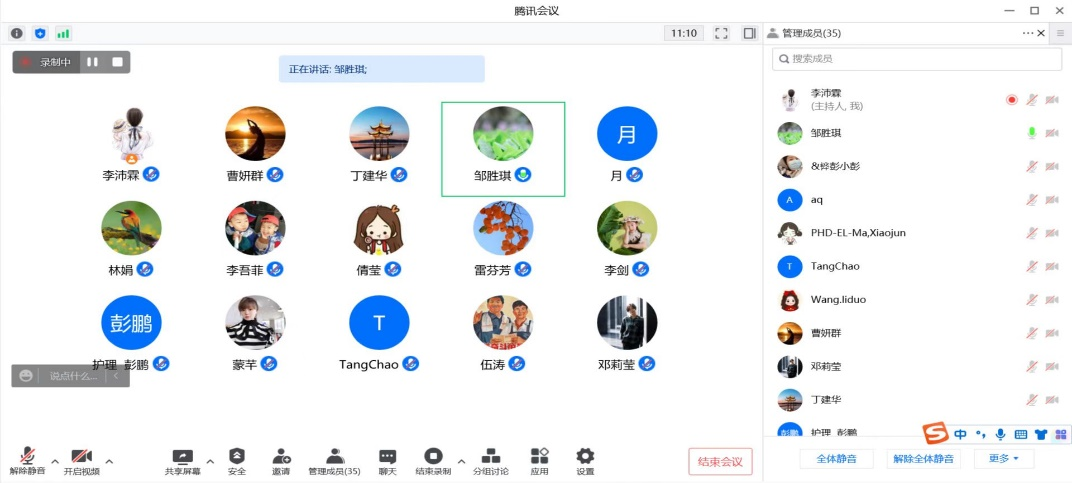 腾讯会议
11:10
管理成员(35)
录制中
正在讲话: 邹胜琪;
搜索成员
李沛霖
曹妍群
丁建华
邹胜琪
月
月
林娟
李吾菲
倩莹
雷芬芳
李剑
彭鹏
护理_彭鹏
蒙芊
T
TangChao
伍涛
邓莉莹
说点什么...
李沛霖
(主持人, 我)
邹胜琪
&铧彭小彭
A
aq
PHD-EL-Ma,Xiaojun
T
TangChao
Wang.liduo
曹妍群
邓莉莹
丁建华
彭鹏
护理_彭鹏
中
解除静音
开启视频
共享屏幕
安全
邀请
管理成员(35)
聊天
结束录制
分组讨论
应用
设置
结束会议
全体静音
解除全体静音
更多